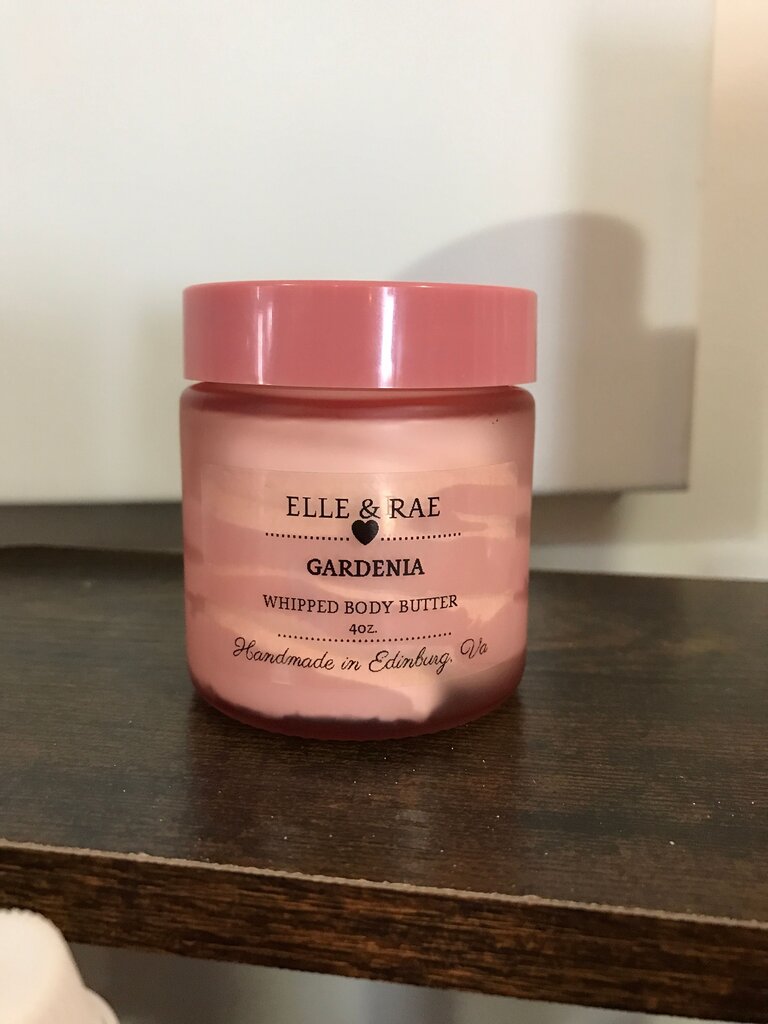 ELLE & RAE
GARDENIA
WHIPPED BODY BUTTER
4oz.
Handmade in Edinburg, Va